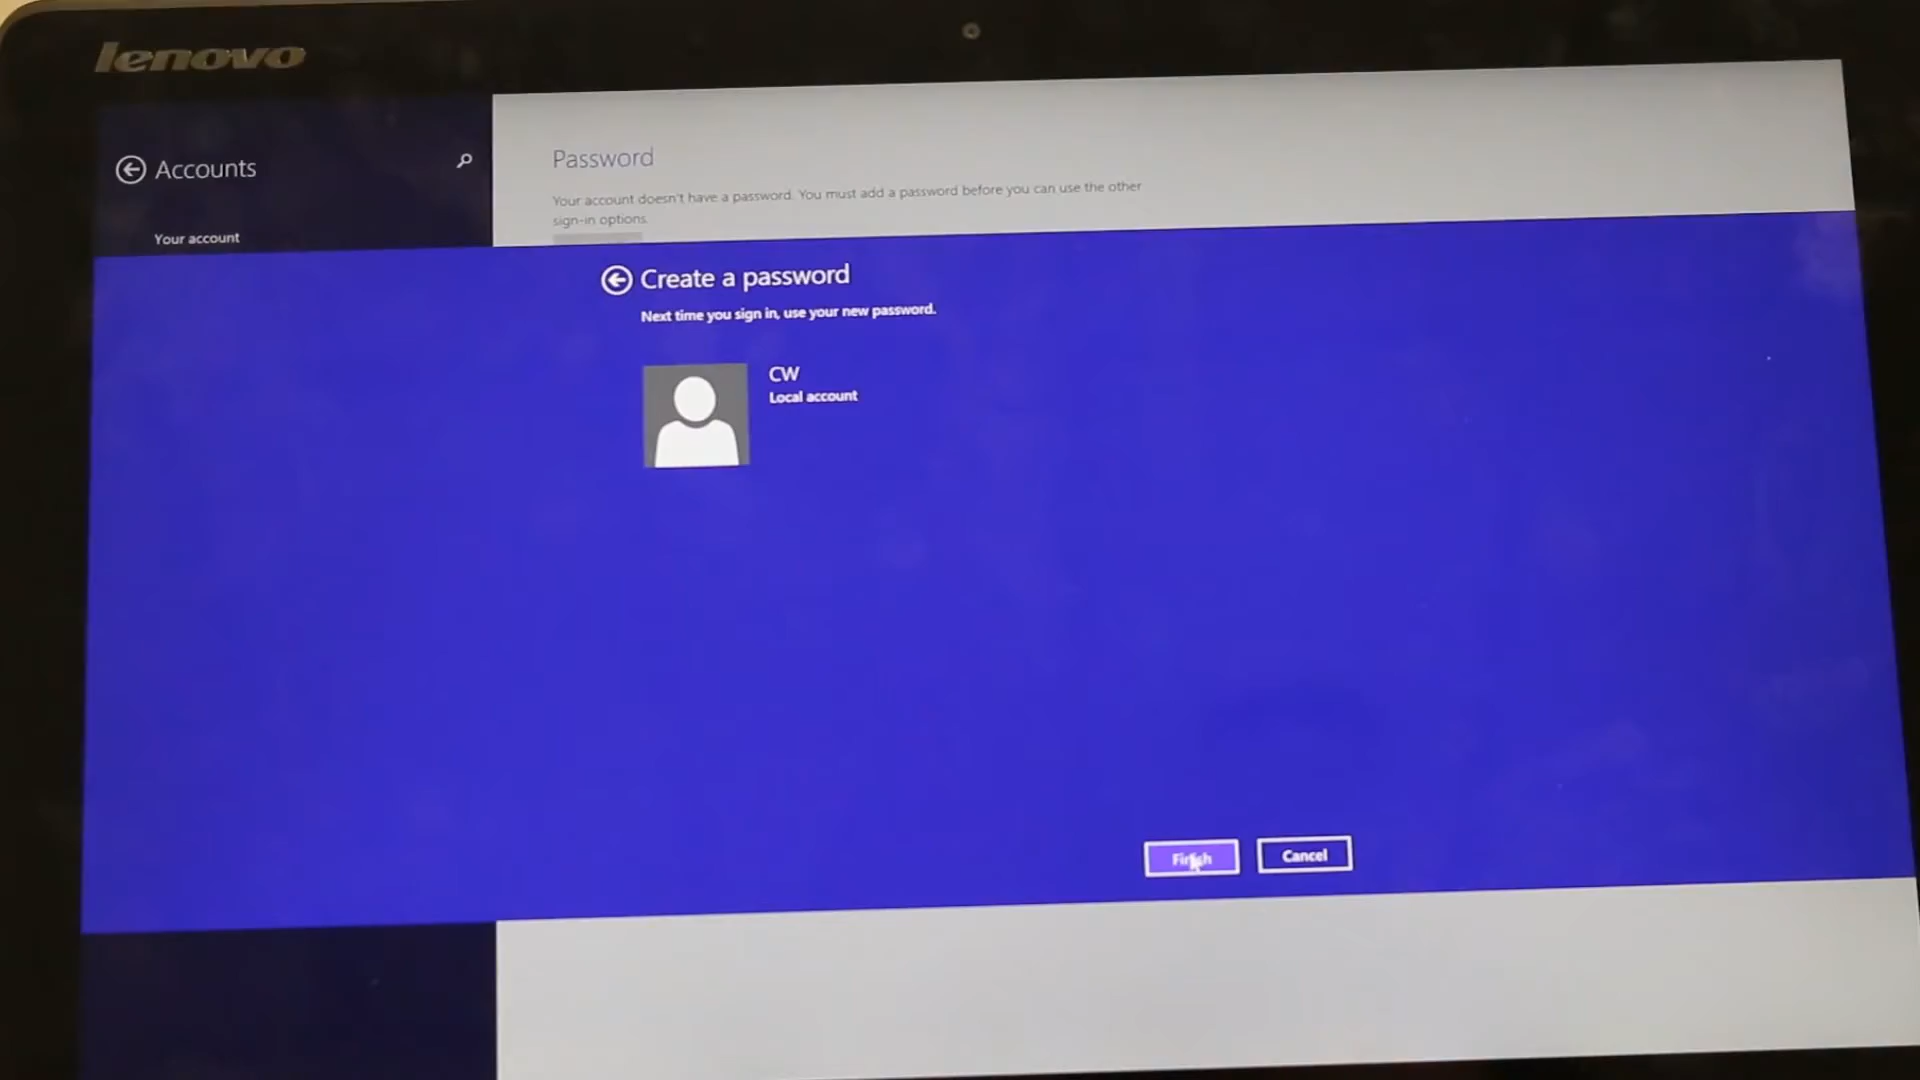 lenovo
Accounts
Your account
Password
Your account doesn't have a password. You must add a password before you can use the other
sign-in options.
Create a password
Next time you sign in, use your new password.
CW
Local account
Finish
Cancel